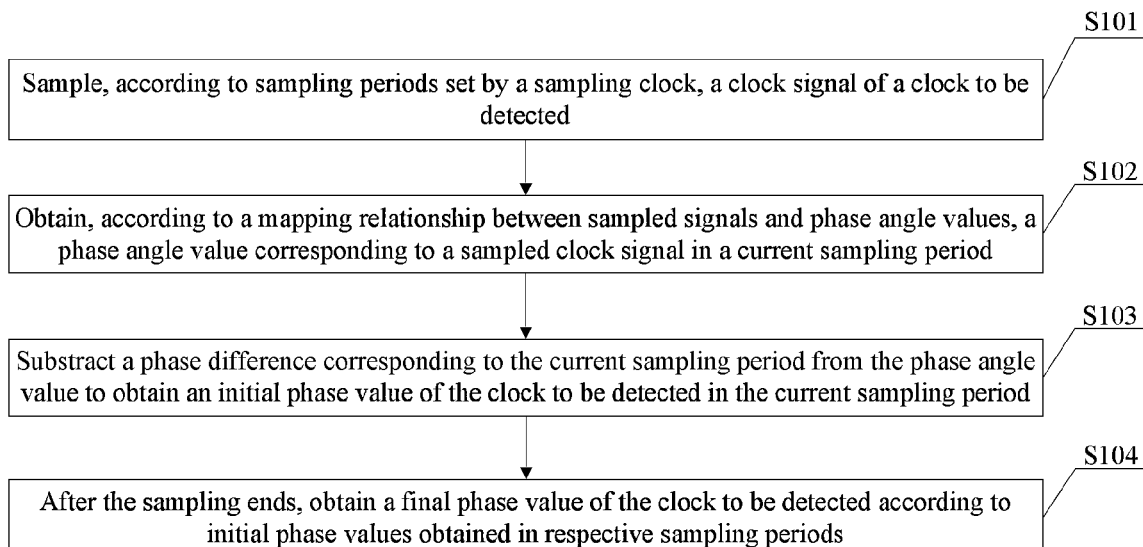 S101
Sample, according to sampling periods set by a sampling clock, a clock signal of a clock to be
detected
S102
Obtain, according to a mapping relationship between sampled signals and phase angle values, a
phase angle value corresponding to a sampled clock signal in a current sampling period
S103
Substract a phase difference corresponding to the current sampling period from the phase angle
value to obtain an initial phase value of the clock to be detected in the current sampling period
S104
After the sampling ends, obtain a final phase value of the clock to be detected according to
initial phase values obtained in respective sampling periods